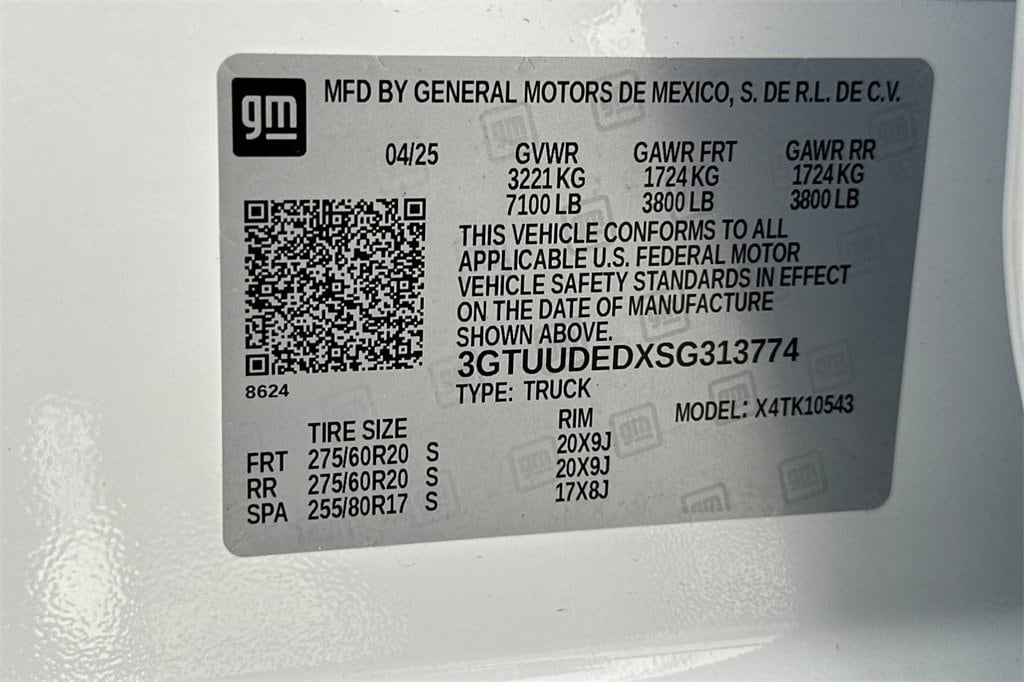 gm
MFD BY GENERAL MOTORS DE MEXICO, S. DE R.L. DE C.V.
04/25 GVWR GAWR FRT GAWR RR
3221 KG 1724 KG 1724 KG
7100 LB 3800 LB 3800 LB
THIS VEHICLE CONFORMS TO ALL
APPLICABLE U.S. FEDERAL MOTOR
VEHICLE SAFETY STANDARDS IN EFFECT
ON THE DATE OF MANUFACTURE
SHOWN ABOVE.
3GTUUDEDXSG313774
8624
TYPE: TRUCK
MODEL: X4TK10543
TIRE SIZE RIM
FRT 275/60R20 S 20X9J
RR 275/60R20 S 20X9J
SPA 255/80R17 S 17X8J